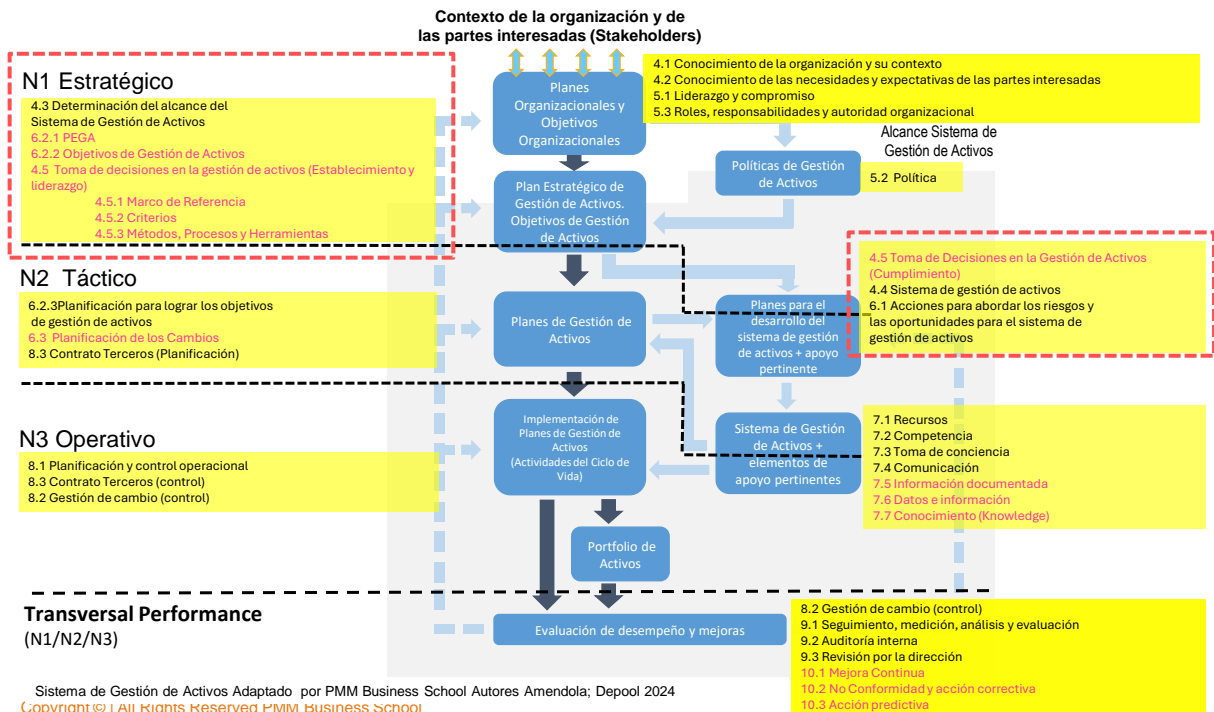 Contexto de la organización y de
las partes interesadas (Stakeholders)
N1 Estratégico
4.3 Determinación del alcance del
Sistema de Gestión de Activos
6.2.1 PEGA
6.2.2 Objetivos de Gestión de Activos
4.5 Toma de decisiones en la gestión de activos (Establecimiento y
liderazgo)
4.5.1 Marco de Referencia
4.5.2 Criterios
4.5.3 Métodos, Procesos y Herramientas
Planes
Organizacionales y
Objetivos
Organizacionales
4.1 Conocimiento de la organización y su contexto
4.2 Conocimiento de las necesidades y expectativas de las partes interesadas
5.1 Liderazgo y compromiso
5.3 Roles, responsabilidades y autoridad organizacional
Alcance Sistema de
Gestión de Activos
Políticas de Gestión
de Activos
5.2 Política
Plan Estratégico de
Gestión de Activos.
Objetivos de Gestión
de Activos
N2 Táctico
6.2.3Planificación para lograr los objetivos
de gestión de activos
6.3 Planificación de los Cambios
8.3 Contrato Terceros (Planificación)
Planes de Gestión de
Activos
Planes para el
desarrollo del
sistema de gestión
de activos + apoyo
pertinente
4.5 Toma de Decisiones en la Gestión de Activos
(Cumplimiento)
4.4 Sistema de gestión de activos
6.1 Acciones para abordar los riesgos y
las oportunidades para el sistema de
gestión de activos
N3 Operativo
8.1 Planificación y control operacional
8.3 Contrato Terceros (control)
8.2 Gestión de cambio (control)
Implementación de
Planes de Gestión de
Activos
(Actividades del Ciclo de
Vida)
Sistema de Gestión
de Activos +
elementos de
apoyo pertinentes
7.1 Recursos
7.2 Competencia
7.3 Toma de conciencia
7.4 Comunicación
7.5 Información documentada
7.6 Datos e información
7.7 Conocimiento (Knowledge)
Portfolio de
Activos
Transversal Performance
(N1/N2/N3)
Evaluación de desempeño y mejoras
8.2 Gestión de cambio (control)
9.1 Seguimiento, medición, análisis y evaluación
9.2 Auditoría interna
9.3 Revisión por la dirección
10.1 Mejora Continua
10.2 No Conformidad y acción correctiva
10.3 Acción predictiva
Sistema de Gestión de Activos Adaptado por PMM Business School Autores Amendola; Depool 2024
Copyright © | All Rights Reserved PMM Business School